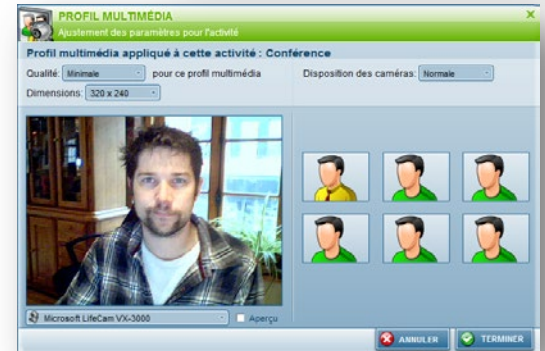 PROFIL MULTIMÉDIA
Ajustement des paramètres pour l'activité
Profil multimédia appliqué à cette activité : Conférence
Qualité: Minimale pour ce profil multimédia
Disposition des caméras: Normale
Dimensions: 320 x 240
Microsoft LifeCam VX-3000
Aperçu
ANNULER
TERMINER